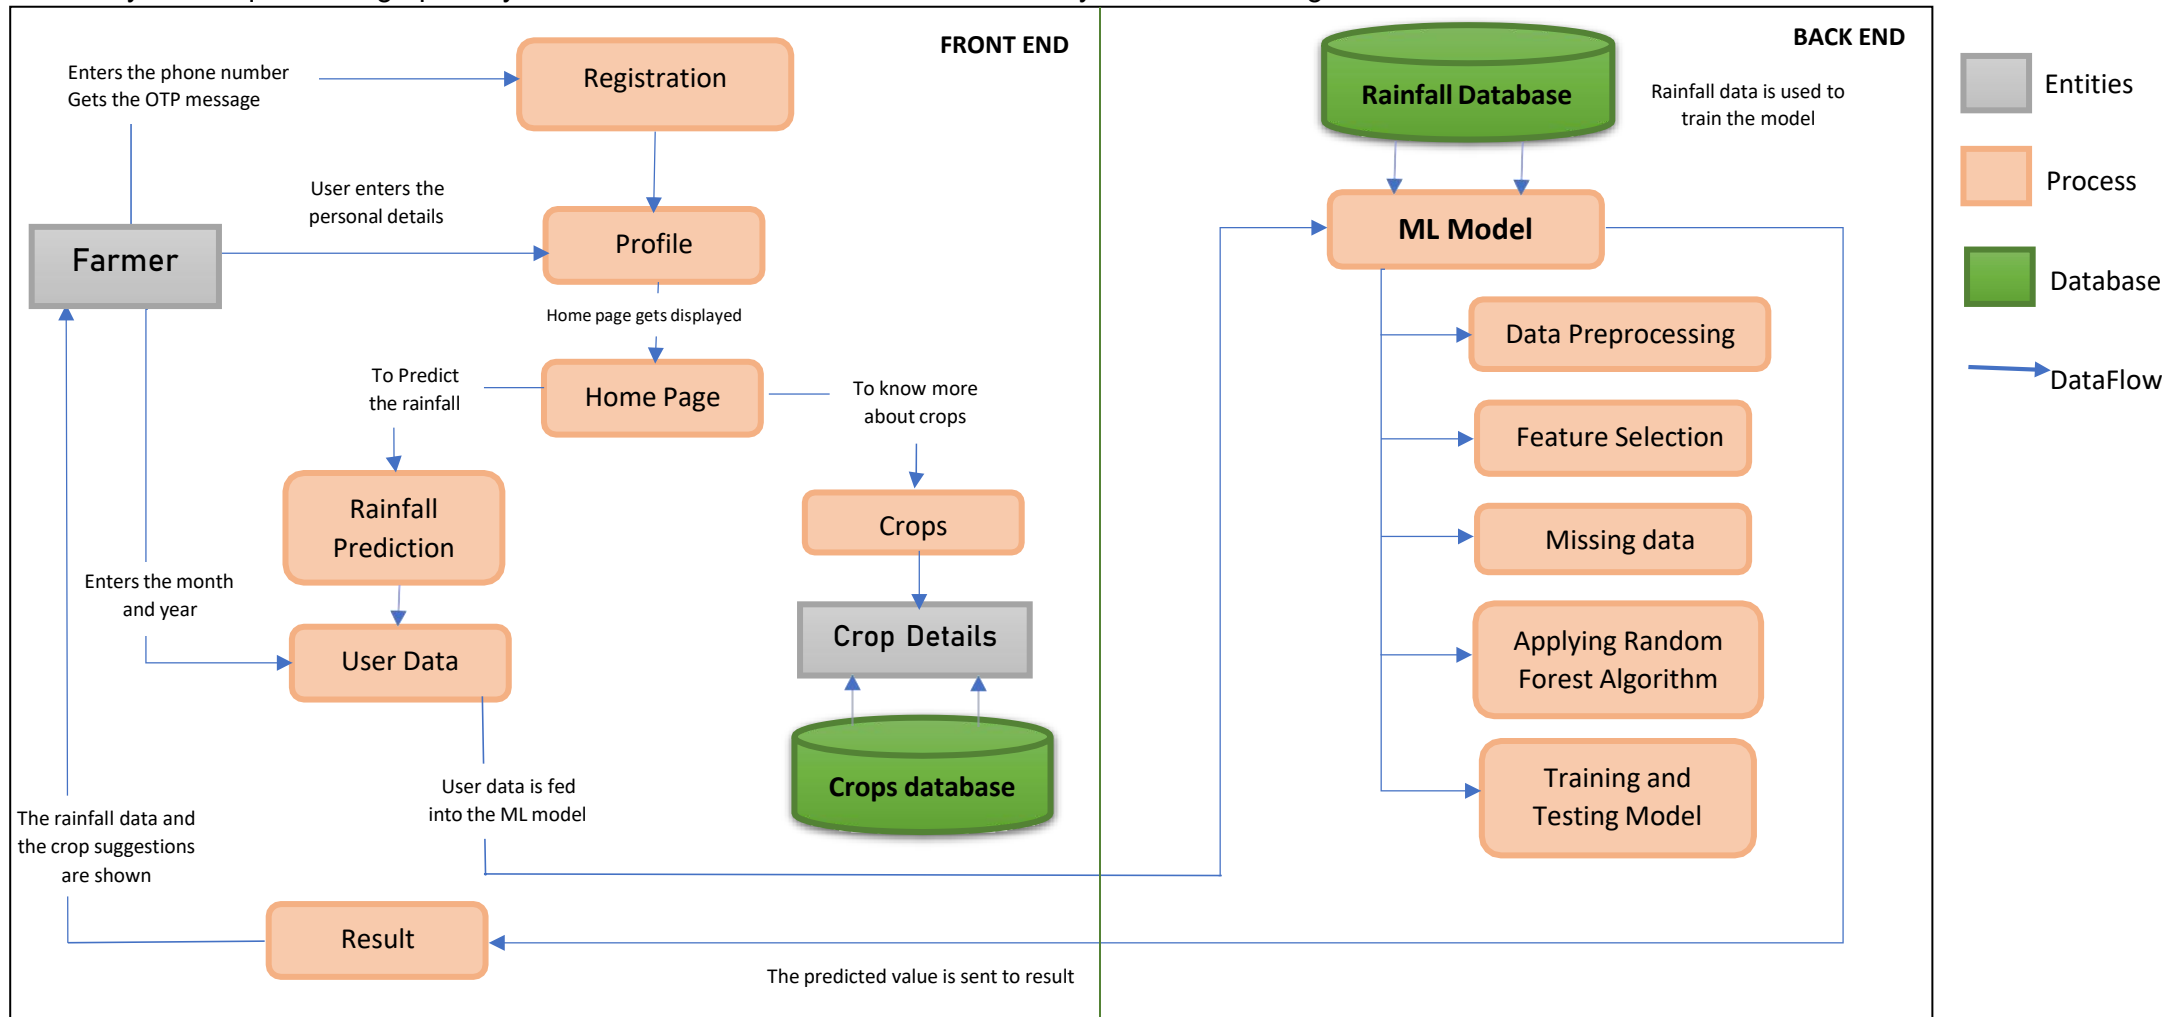 FRONT END
BACK END
Enters the phone number
Gets the OTP message
Registration
Rainfall Database
Rainfall data is used to
train the model
Entities
Process
Database
DataFlow
User enters the
personal details
Farmer
Profile
ML Model
Home page gets displayed
To Predict
the rainfall
Home Page
To know more
about crops
Data Preprocessing
Feature Selection
Missing data
Applying Random
Forest Algorithm
Training and
Testing Model
Rainfall
Prediction
Crops
Enters the month
and year
User Data
Crop Details
Crops database
User data is fed
into the ML model
The rainfall data and
the crop suggestions
are shown
Result
The predicted value is sent to result